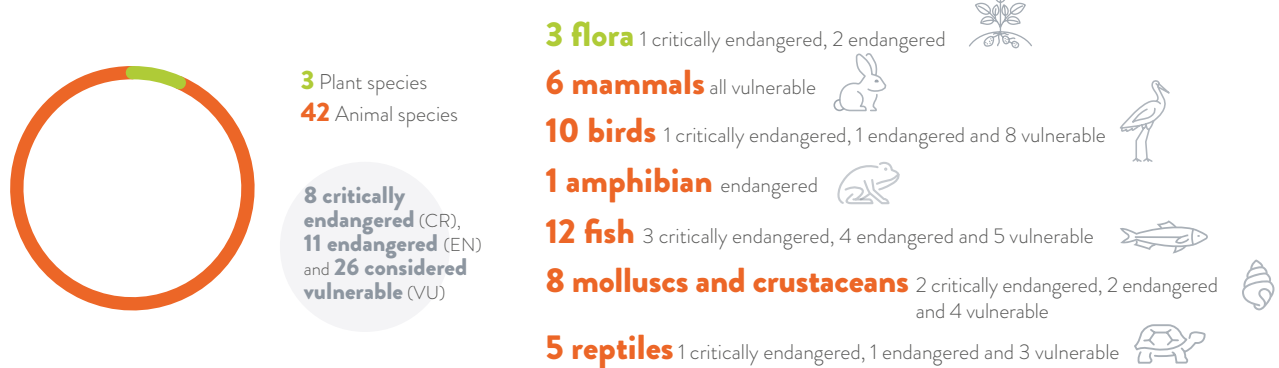 3 Plant species
42 Animal species
8 critically
endangered (CR),
11 endangered (EN)
and 26 considered
vulnerable (VU)
3 flora 1 critically endangered, 2 endangered
6 mammals all vulnerable
10 birds 1 critically endangered, 1 endangered and 8 vulnerable
1 amphibian endangered
12 fish 3 critically endangered, 4 endangered and 5 vulnerable
8 molluscs and crustaceans 2 critically endangered, 2 endangered
and 4 vulnerable
5 reptiles 1 critically endangered, 1 endangered and 3 vulnerable